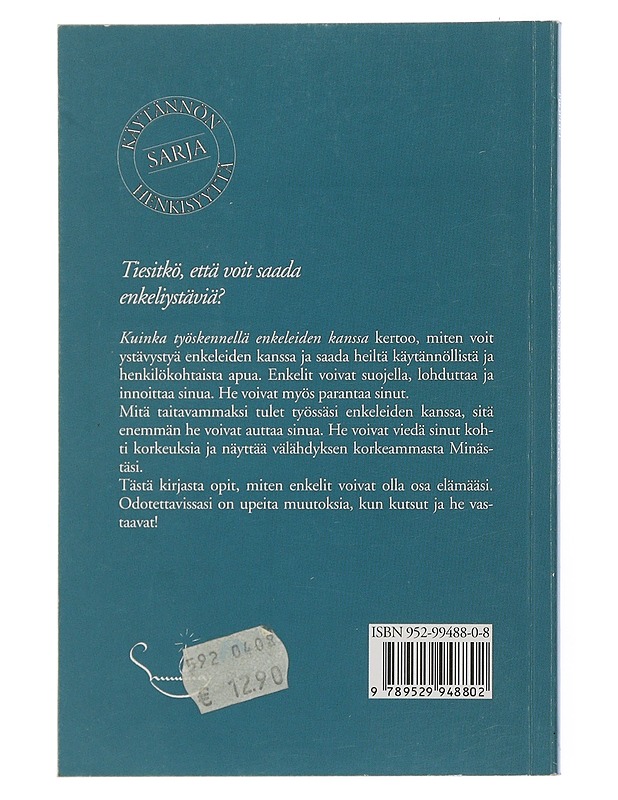 KÄYTÄNNÖN
SARJA
HENKISYYTTÄ
Tiesitkö, että voit saada
enkeliystäviä?
Kuinka työskennellä enkeleiden kanssa kertoo, miten voit
ystävystyä enkeleiden kanssa ja saada heiltä käytännöllistä ja
henkilökohtaista apua. Enkelit voivat suojella, lohduttaa ja
innoittaa sinua. He voivat myös parantaa sinut.
Mitä taitavammaksi tulet työssäsi enkeleiden kanssa, sitä
enemmän he voivat auttaa sinua. He voivat viedä sinut koh-
ti korkeuksia ja näyttää välähdyksen korkeammasta Minäs-
täsi.
Tästä kirjasta opit, miten enkelit voivat olla osa elämääsi.
Odotettavissasi on upeita muutoksia, kun kutsut ja he vas-
taavat!
592 0408
€ 12.90
ISBN 952-99488-0-8
9 789529 948802